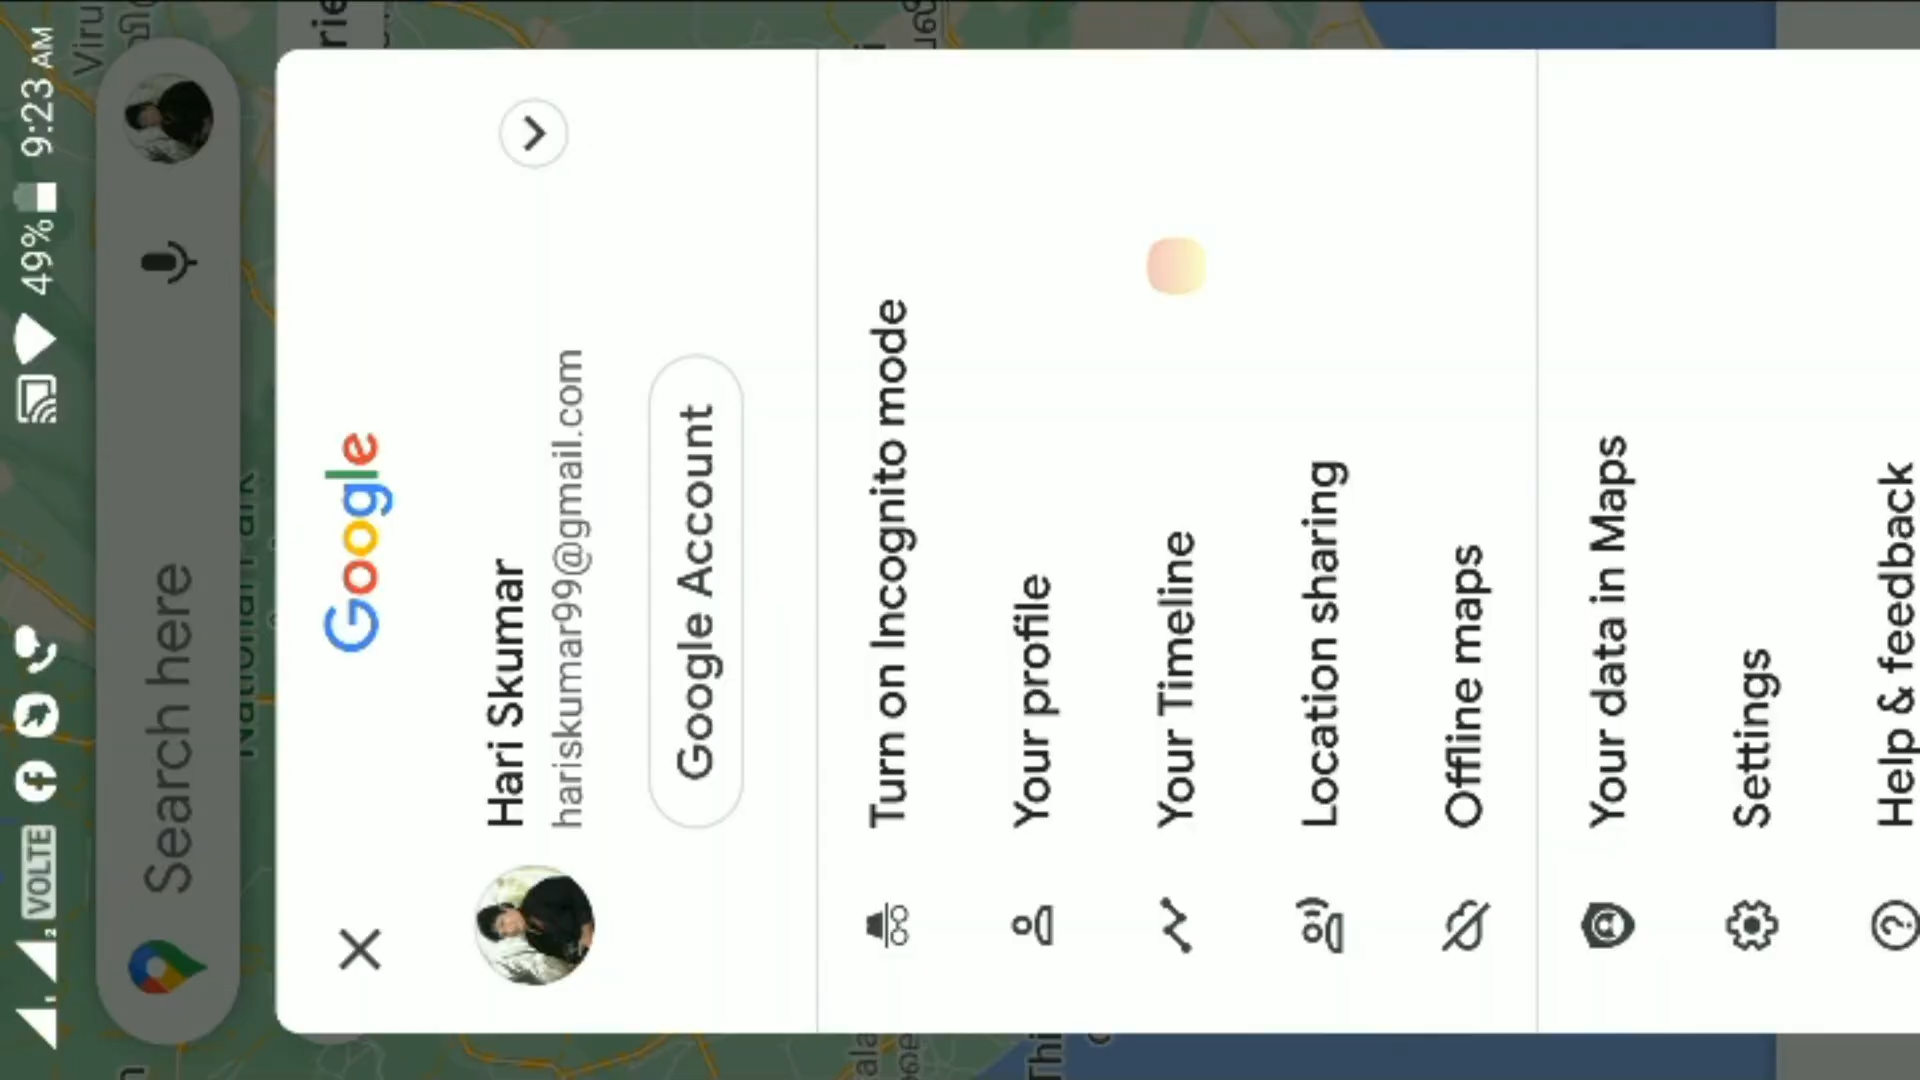 VOLTE 49% 9:23 AM
Search here
Google
Hari Skumar
hariskumar99@gmail.com
Google Account
Turn on Incognito mode
Your profile
Your Timeline
Location sharing
Offline maps
Your data in Maps
Settings
Help & feedback